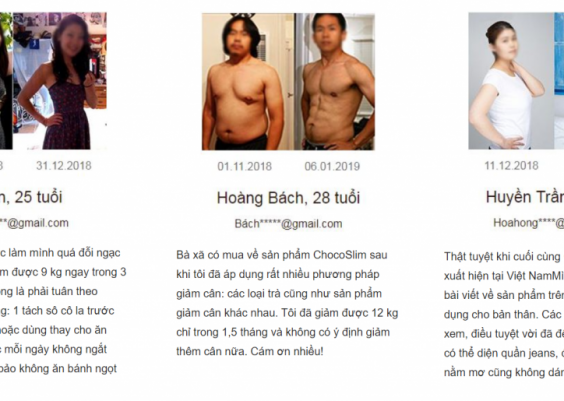 8
31.12.2018
n, 25 tuổi
**@gmail.com
c làm mình quá đỗi ngạc
m được 9 kg ngay trong 3
ng là phải tuân theo
g: 1 tách sô cô la trước
hoặc dùng thay cho ăn
c mỗi ngày không ngắt
bảo không ăn bánh ngọt
01.11.2018
06.01.2019
Hoàng Bách, 28 tuổi
Bách*****@gmail.com
Bà xã có mua về sản phẩm ChocoSlim sau
khi tôi đã áp dụng rất nhiều phương pháp
giảm cân: các loại trà cũng như sản phẩm
giảm cân khác nhau. Tôi đã giảm được 12 kg
chỉ trong 1,5 tháng và không có ý định giảm
thêm cân nữa. Cám ơn nhiều!
11.12.2018
Huyền Trân
Hoahong****@
Thật tuyệt khi cuối cùng
xuất hiện tại Việt NamMi
bài viết về sản phẩm trên
dụng cho bản thân. Các
xem, điều tuyệt vời đã đế
có thể diện quần jeans,
nằm mơ cũng không dán